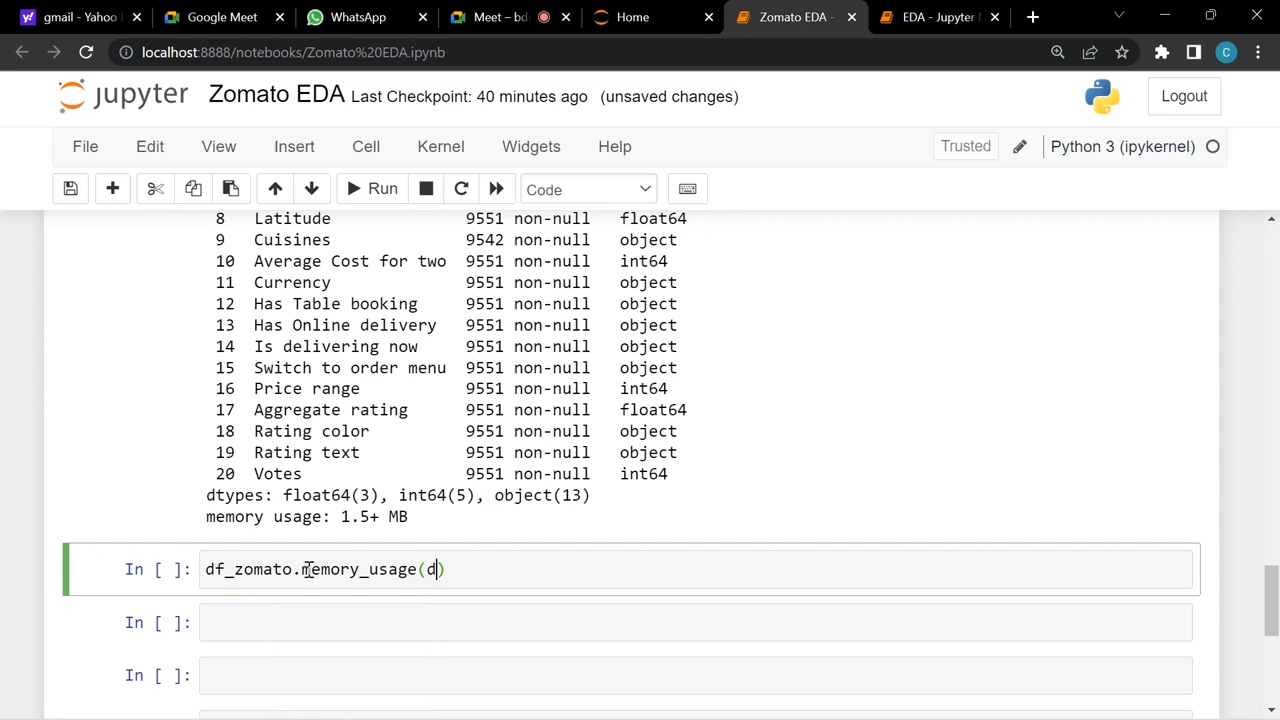 gmail - Yahoo
Google Meet
WhatsApp
Meet – bd
Home
Zomato EDA -
EDA - Jupyter
localhost:8888/notebooks/Zomato%20EDA.ipynb
C
jupyter Zomato EDA Last Checkpoint: 40 minutes ago (unsaved changes)
Logout
File Edit View Insert Cell Kernel Widgets Help
Trusted
Python 3 (ipykernel)
Run
Code
8 Latitude 9551 non-null float64
9 Cuisines 9542 non-null object
10 Average Cost for two 9551 non-null int64
11 Currency 9551 non-null object
12 Has Table booking 9551 non-null object
13 Has Online delivery 9551 non-null object
14 Is delivering now 9551 non-null object
15 Switch to order menu 9551 non-null object
16 Price range 9551 non-null int64
17 Aggregate rating 9551 non-null float64
18 Rating color 9551 non-null object
19 Rating text 9551 non-null object
20 Votes 9551 non-null int64
dtypes: float64(3), int64(5), object(13)
memory usage: 1.5+ MB
In [ ]: df_zomato.memory_usage(d)
In [ ]:
In [ ]: